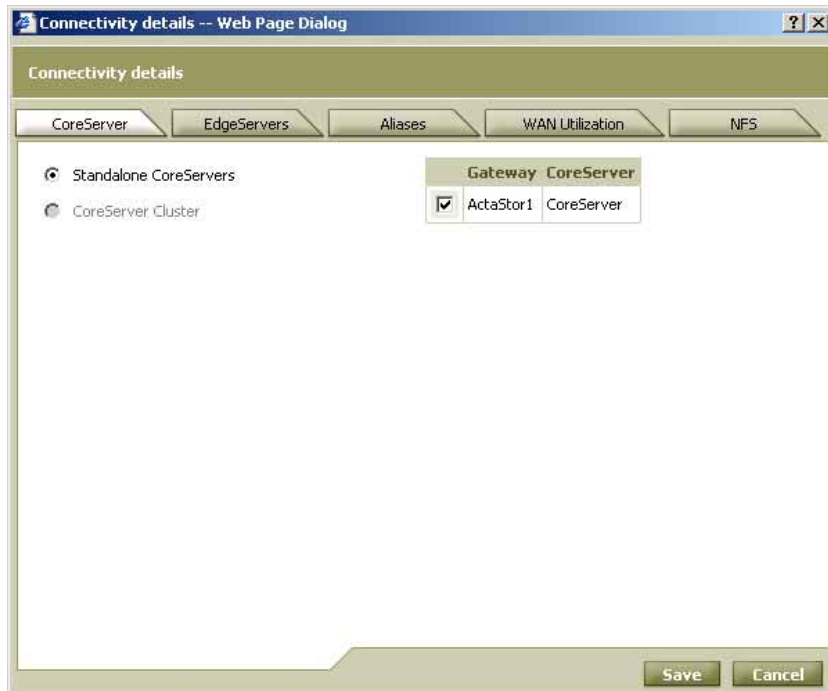 Connectivity details -- Web Page Dialog
Connectivity details
CoreServer EdgeServers Aliases WAN Utilization NFS
Standalone CoreServers
CoreServer Cluster
Gateway CoreServer
ActaStor1 CoreServer
Save Cancel